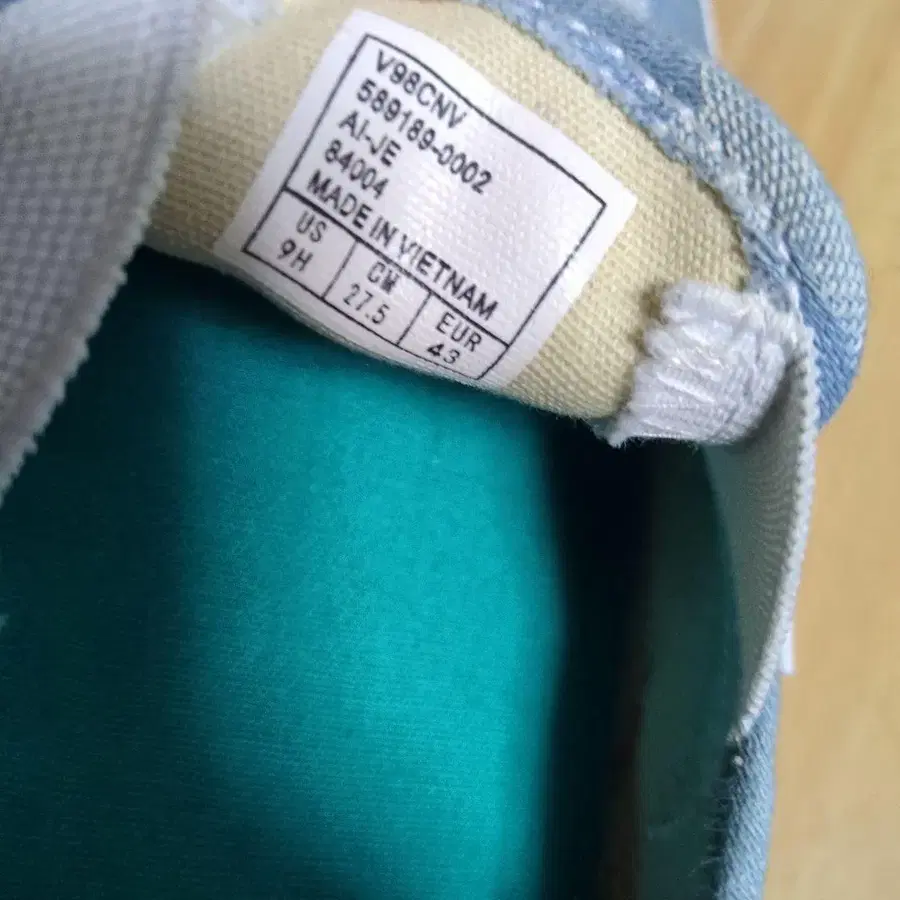 V98CNV
589189-0002
AI-JE
84004
MADE IN VIETNAM
US CM EUR
9H 27.5 43